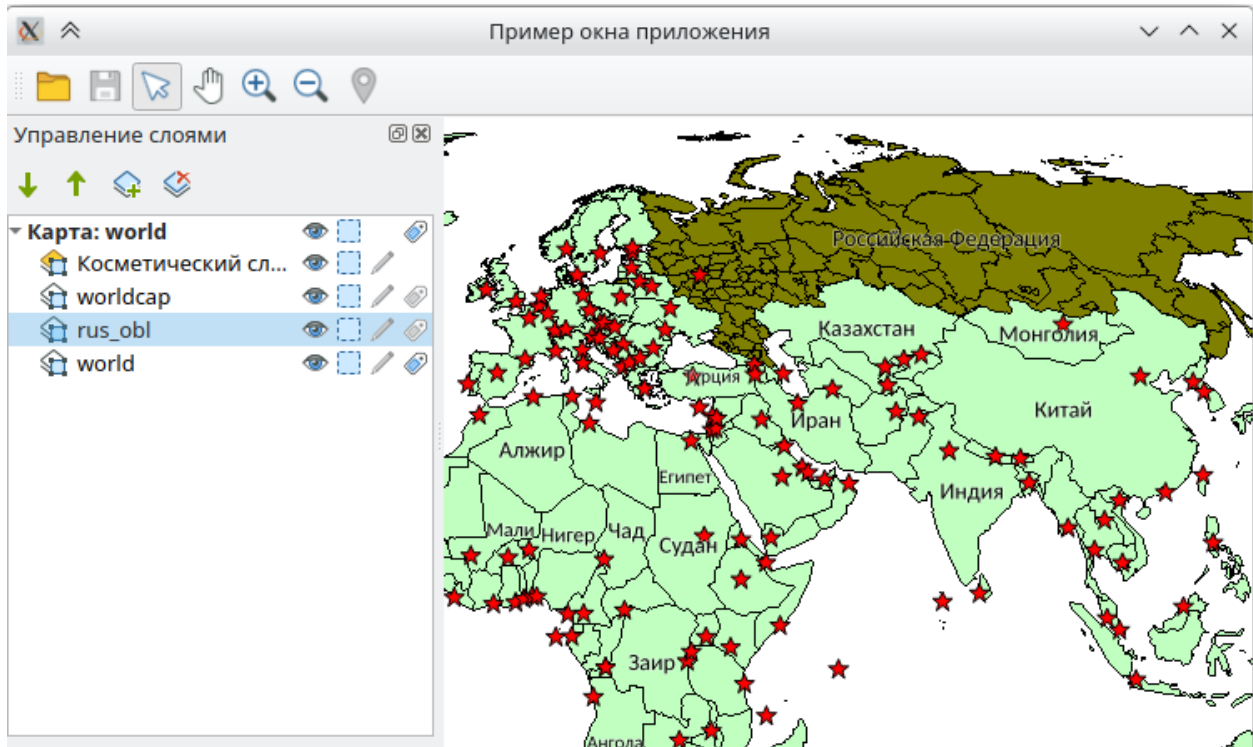 Пример окна приложения
Управление слоями
Карта: world
Косметический сл...
worldcap
rus_obl
world
Российская Федерация
Казахстан
Монголия
Турция
Китай
Иран
Алжир
Египет
Индия
Мали
Нигер
Чад
Судан
Заир
Ангола